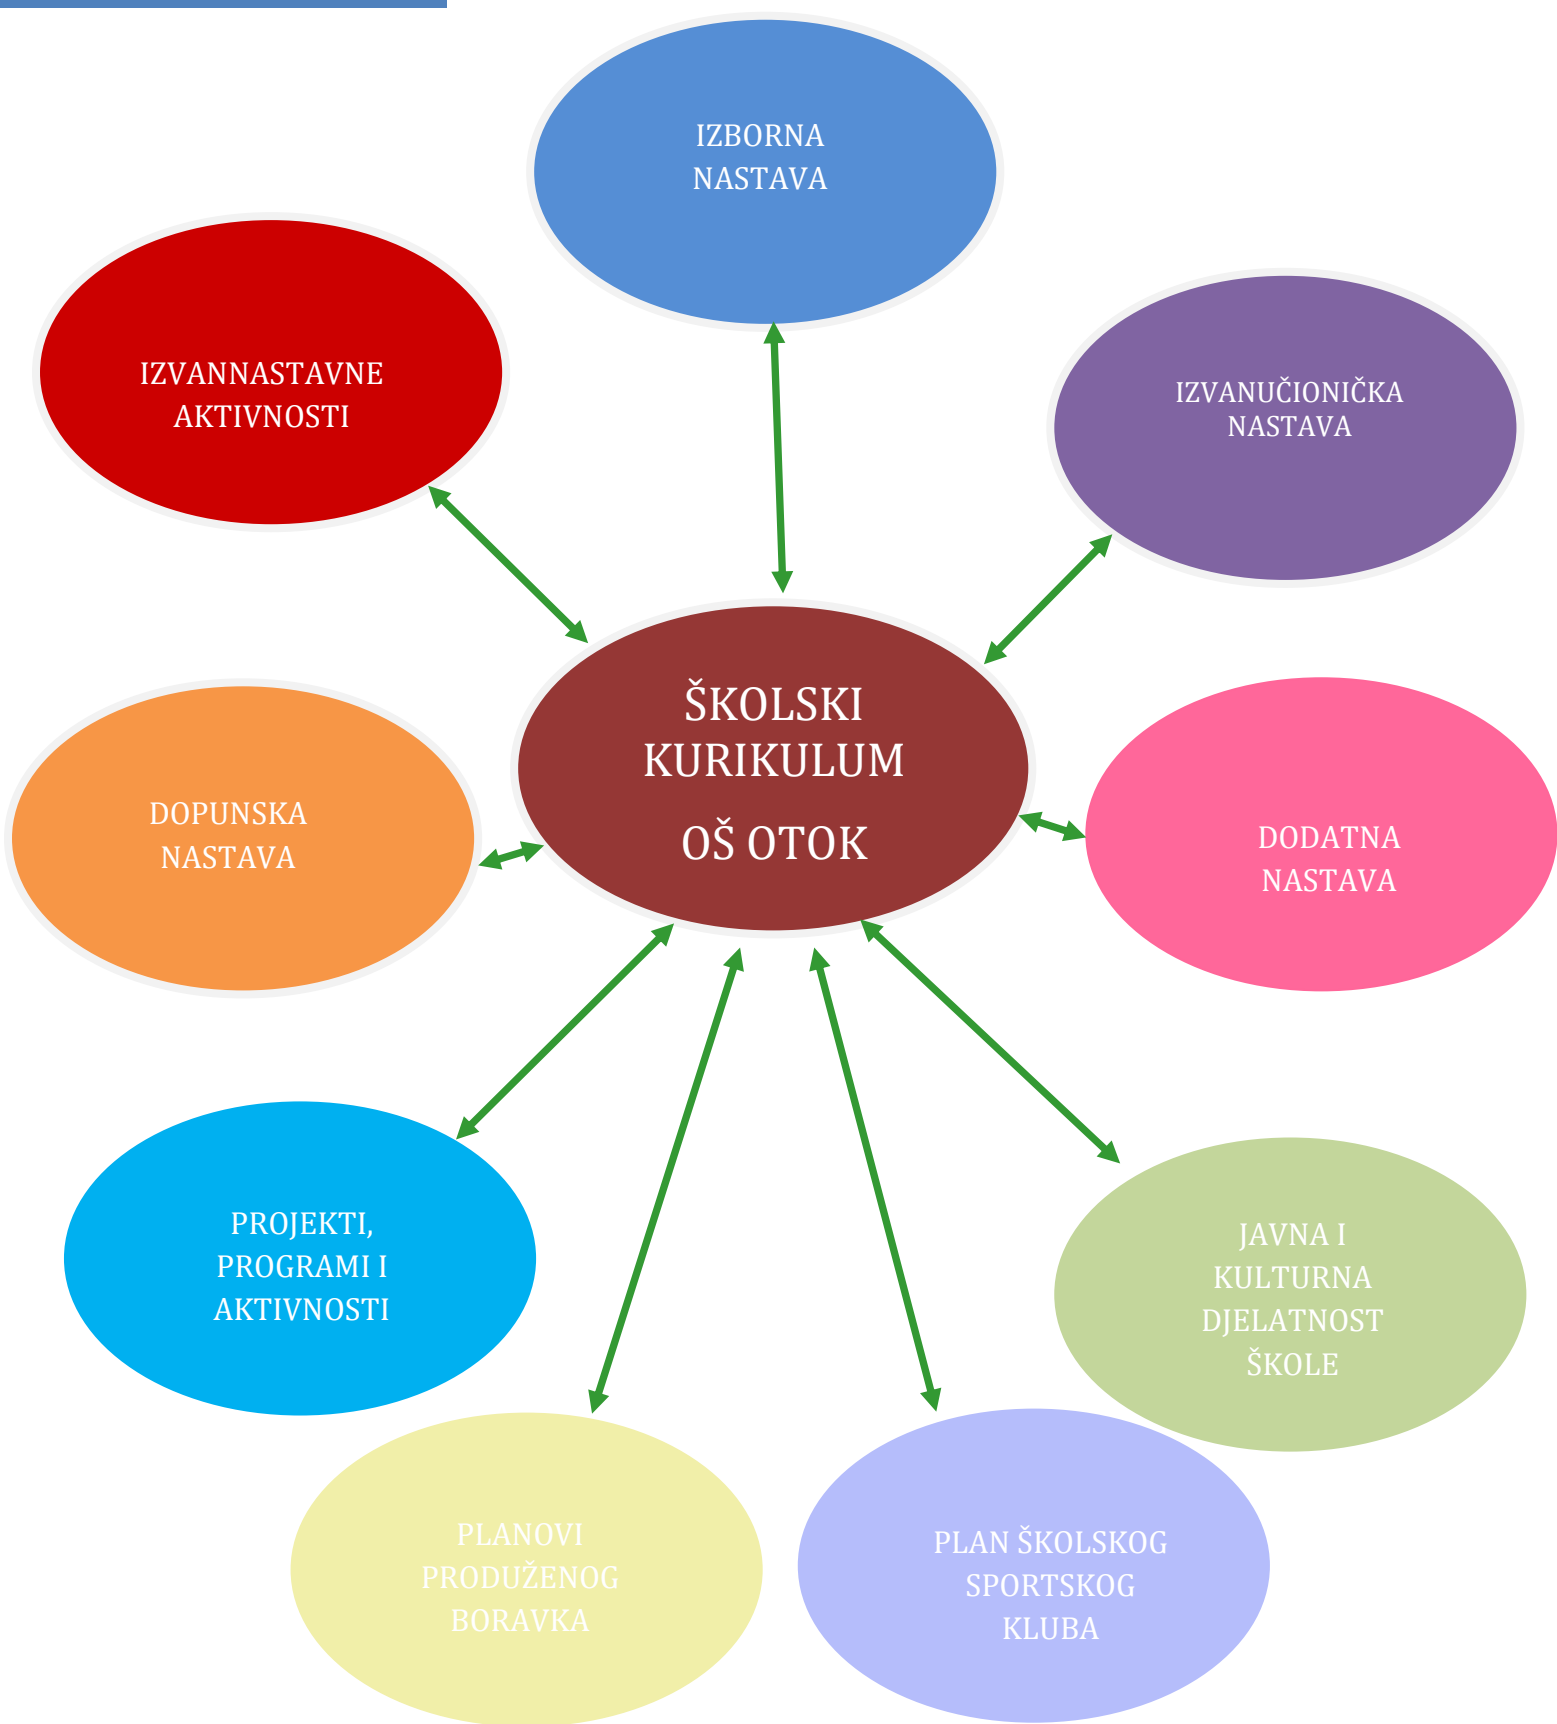 IZBORNA
NASTAVA
IZVANNASTAVNE
AKTIVNOSTI
IZVANUČIONIČKA
NASTAVA
ŠKOLSKI
KURIKULUM
OŠ OTOK
DOPUNSKA
NASTAVA
DODATNA
NASTAVA
PROJEKTI,
PROGRAMI I
AKTIVNOSTI
JAVNA I
KULTURNA
DJELATNOST
ŠKOLE
PLANOVI
PRODUŽENOG
BORAVKA
PLAN ŠKOLSKOG
SPORTSKOG
KLUBA